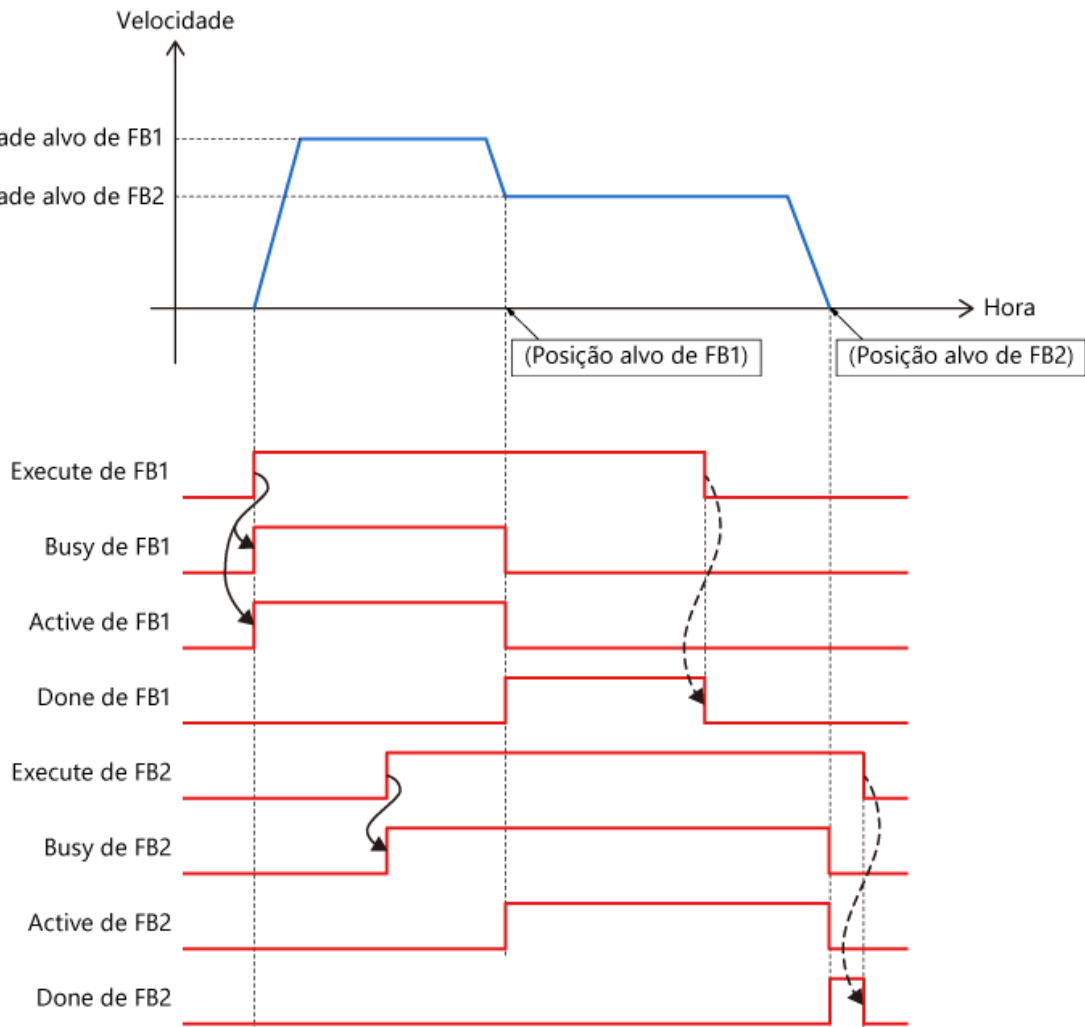 Velocidade
ade alvo de FB1
ade alvo de FB2
Hora
(Posição alvo de FB1)
(Posição alvo de FB2)
Execute de FB1
Busy de FB1
Active de FB1
Done de FB1
Execute de FB2
Busy de FB2
Active de FB2
Done de FB2